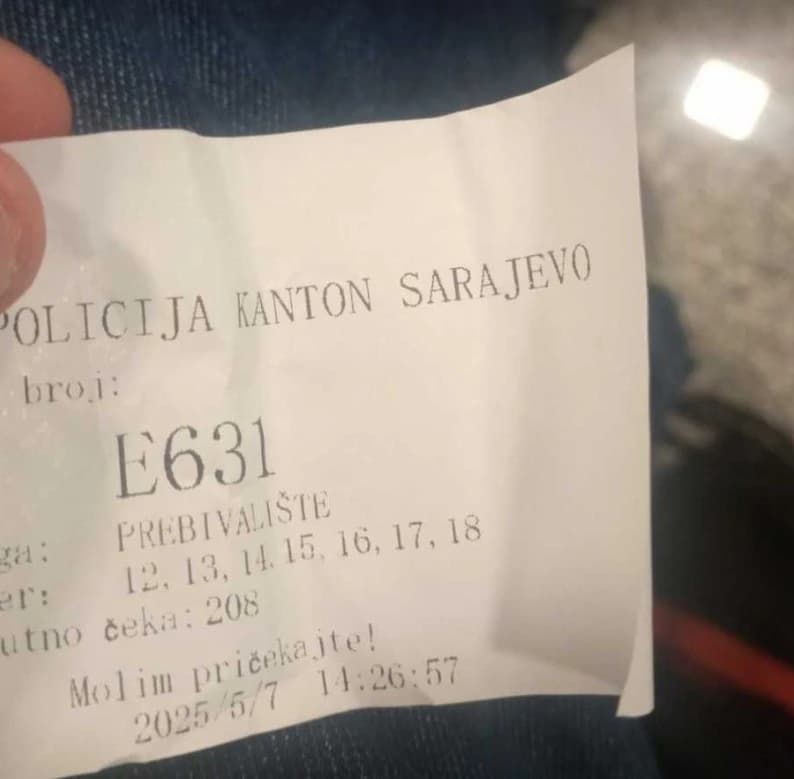 POLICIJA KANTON SARAJEVO
broj:
E631
ga: PREBIVALIŠTE
er: 12, 13, 14, 15, 16, 17, 18
utno čeka: 208
Molim pričekajte!
2025/5/7 14:26:57